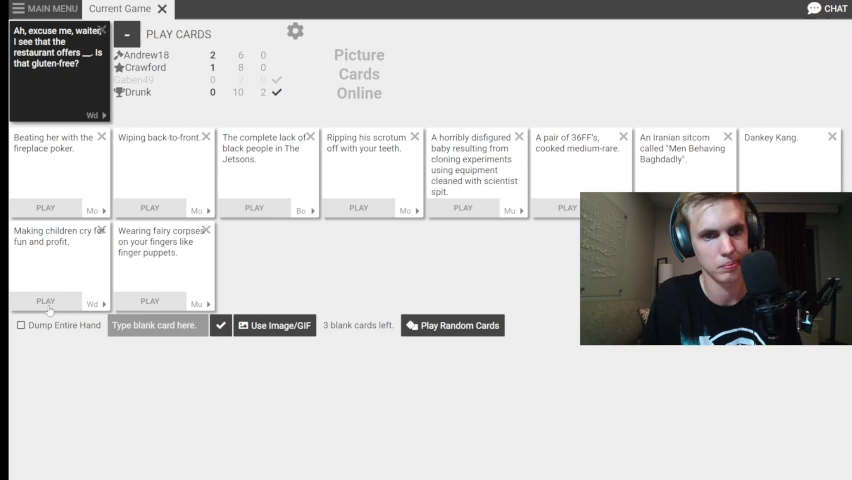 MAIN MENU Current Game CHAT
Ah, excuse me, waiter,
I see that the
restaurant offers __. Is
that gluten-free?
Wd
- PLAY CARDS
Andrew18 2 6 0
Crawford 1 8 0
Gaben49 0 2 0
Drunk 0 10 2
Picture
Cards
Online
Beating her with the
fireplace poker.
PLAY Mo
Wiping back-to-front.
PLAY Mo
The complete lack of
black people in The
Jetsons.
PLAY Bo
Ripping his scrotum
off with your teeth.
PLAY Mo
A horribly disfigured
baby resulting from
cloning experiments
using equipment
cleaned with scientist
spit.
PLAY Mu
A pair of 36FF's,
cooked medium-rare.
PLAY
An Iranian sitcom
called "Men Behaving
Baghdadly".
Dankey Kang.
Making children cry for
fun and profit.
PLAY Wd
Wearing fairy corpses
on your fingers like
finger puppets.
PLAY Mu
Dump Entire Hand Type blank card here. Use Image/GIF 3 blank cards left. Play Random Cards